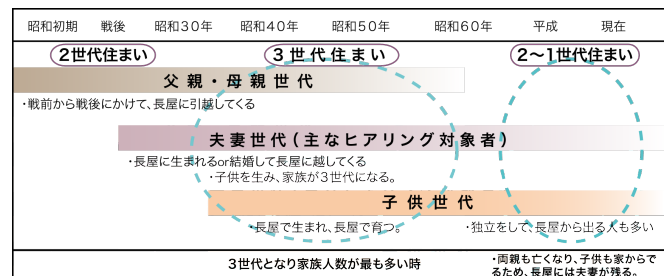 昭和初期 戦後 昭和30年 昭和40年 昭和50年 昭和60年 平成 現在
2世代住まい 3世代住まい 2～1世代住まい
父親・母親世代
・戦前から戦後にかけて、長屋に引越してくる
夫妻世代(主なヒアリング対象者)
・長屋に生まれるor結婚して長屋に越してくる
・子供を生み、家族が3世代になる。
子供世代
・長屋で生まれ、長屋で育つ。 ・独立をして、長屋から出る人も多い
3世代となり家族人数が最も多い時
・両親も亡くなり、子供も家からで
るため、長屋には夫妻が残る。